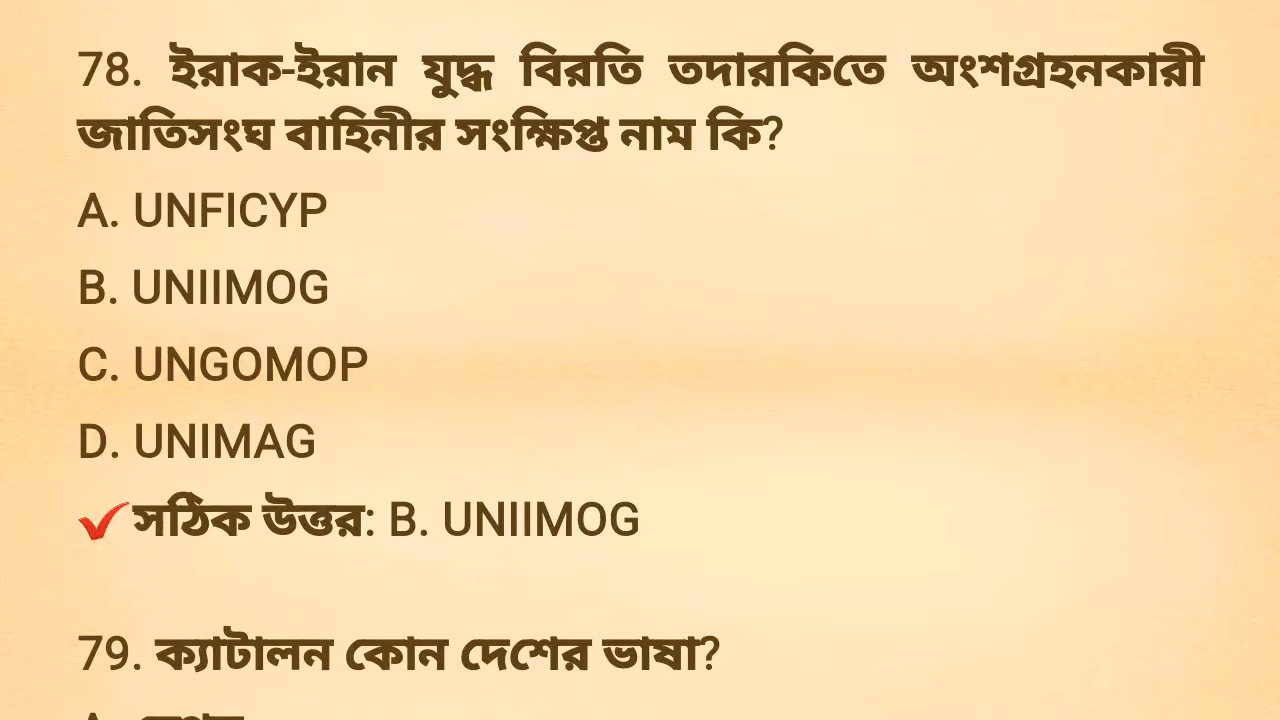 78. ইরাক-ইরান যুদ্ধ বিরতি তদারকিতে অংশগ্রহনকারী
জাতিসংঘ বাহিনীর সংক্ষিপ্ত নাম কি?
A. UNFICYP
B. UNIIMOG
C. UNGOMOP
D. UNIMAG
✔সঠিক উত্তর: B. UNIIMOG
79. ক্যাটালন কোন দেশের ভাষা?